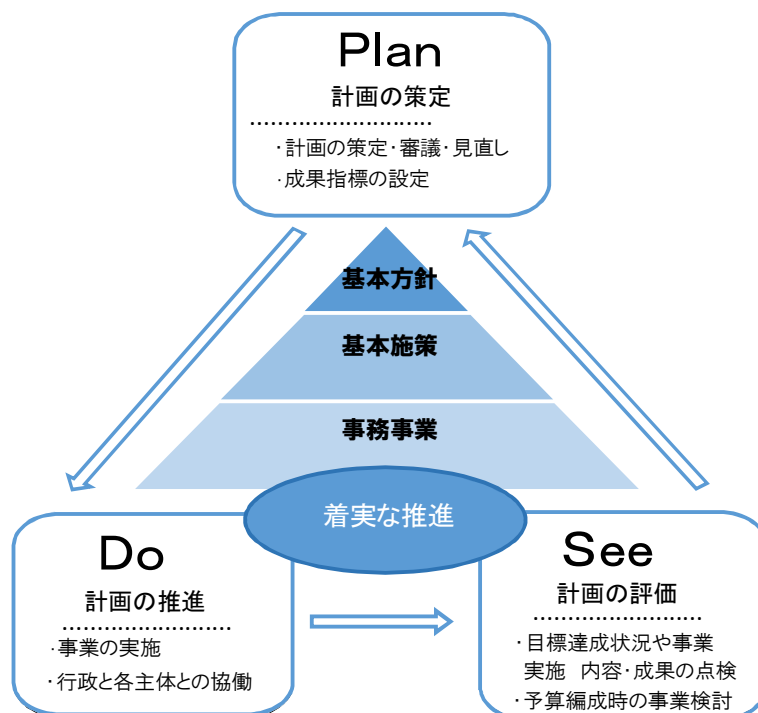 Plan
計画の策定
・計画の策定・審議・見直し
・成果指標の設定
基本方針
基本施策
事務事業
着実な推進
Do
計画の推進
・事業の実施
・行政と各主体との協働
See
計画の評価
・目標達成状況や事業
実施 内容・成果の点検
・予算編成時の事業検討